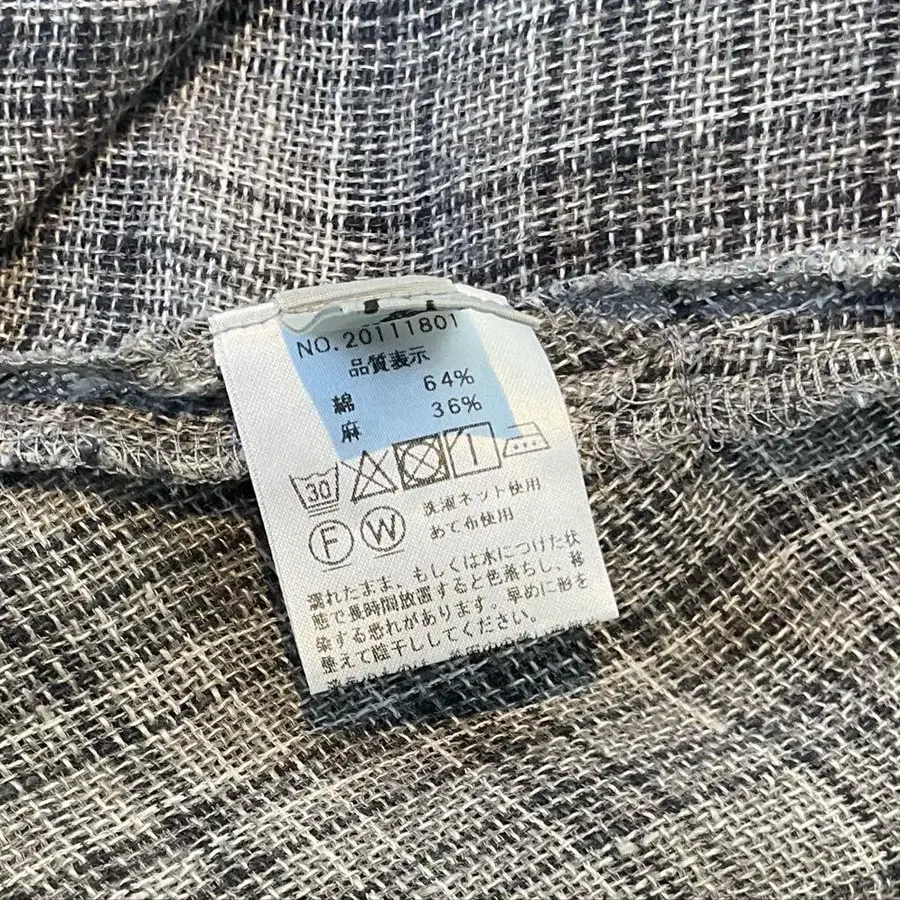 NO.20111801
品質表示
綿 64%
麻 36%
30
F W
洗濯ネット使用
あて布使用
濡れたまま、もしくは水につけた状
態で長時間放置すると色落ちし、移
染する恐れがあります。早めに形を
整えて陰干ししてください。